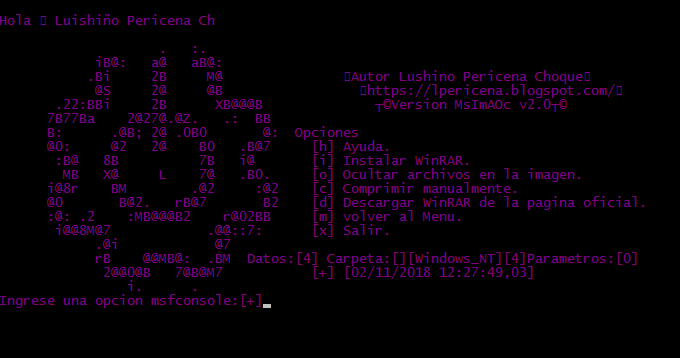 Hola ▯ Luishiño Pericena Ch
▯Autor Lushino Pericena Choque▯
▯https://lpericena.blogspot.com/▯
┬©Version MsImAOc v2.0┬©
Opciones
[h] Ayuda.
[i] Instalar WinRAR.
[o] Ocultar archivos en la imagen.
[c] Comprimir manualmente.
[d] Descargar WinRAR de la pagina oficial.
[m] volver al Menu.
[x] Salir.
Datos:[4] Carpeta:[][Windows_NT][4]Parametros:[0]
[+] [02/11/2018 12:27:49,03]
Ingrese una opcion msfconsole:[+]